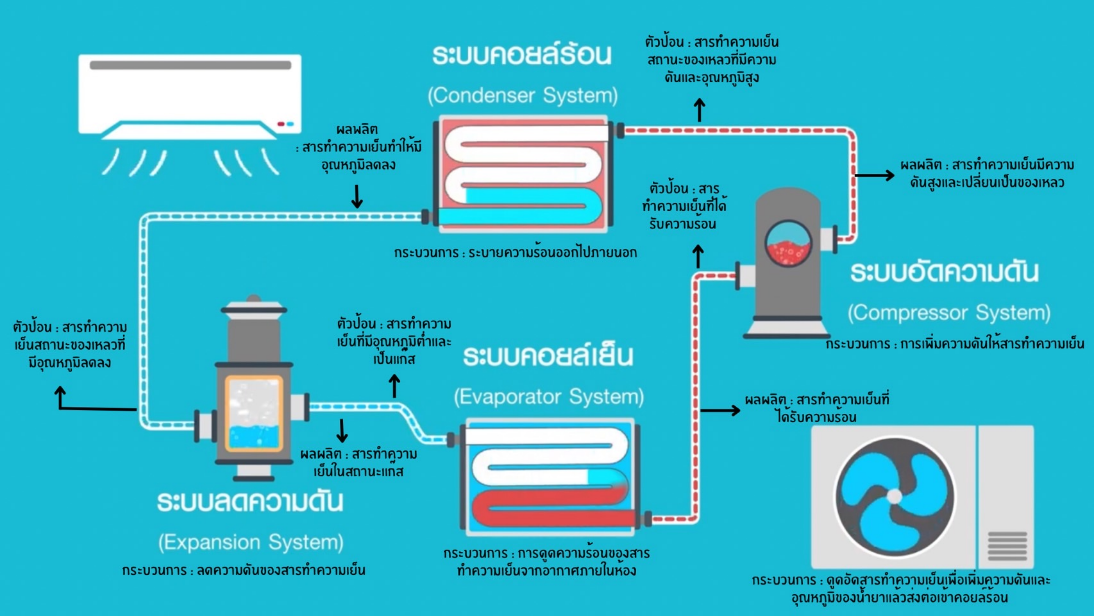 ระบบคอยล์ร้อน
(Condenser System)
ตัวป้อน : สารทำความเย็น
สถานะของเหลวที่มีความ
ดันและอุณหภูมิสูง
ผลผลิต
: สารทำความเย็นทำให้มี
อุณหภูมิลดลง
ผลผลิต : สารทำความเย็นมีความ
ดันสูงและเปลี่ยนเป็นของเหลว
ตัวป้อน : สาร
ทำความเย็นที่ได้
รับความร้อน
กระบวนการ : ระบายความร้อนออกไปภายนอก
ระบบอัดความดัน
(Compressor System)
กระบวนการ : การเพิ่มความดันให้สารทำความเย็น
ตัวป้อน : สารทำความ
เย็นสถานะของเหลวที่
มีอุณหภูมิลดลง
ตัวป้อน : สารทำความ
เย็นที่มีอุณหภูมิต่ำและ
เป็นแก๊ส
ระบบคอยล์เย็น
(Evaporator System)
ผลผลิต : สารทำความเย็นที่
ได้รับความร้อน
ผลผลิต : สารทำความ
เย็นในสถานะแก๊ส
ระบบลดความดัน
(Expansion System)
กระบวนการ : ลดความดันของสารทำความเย็น
กระบวนการ : การดูดความร้อนของสาร
ทำความเย็นจากอากาศภายในห้อง
กระบวนการ : ดูดอัดสารทำความเย็นเพื่อเพิ่มความดันและ
อุณหภูมิของน้ำยาแล้วส่งต่อเข้าคอยล์ร้อน